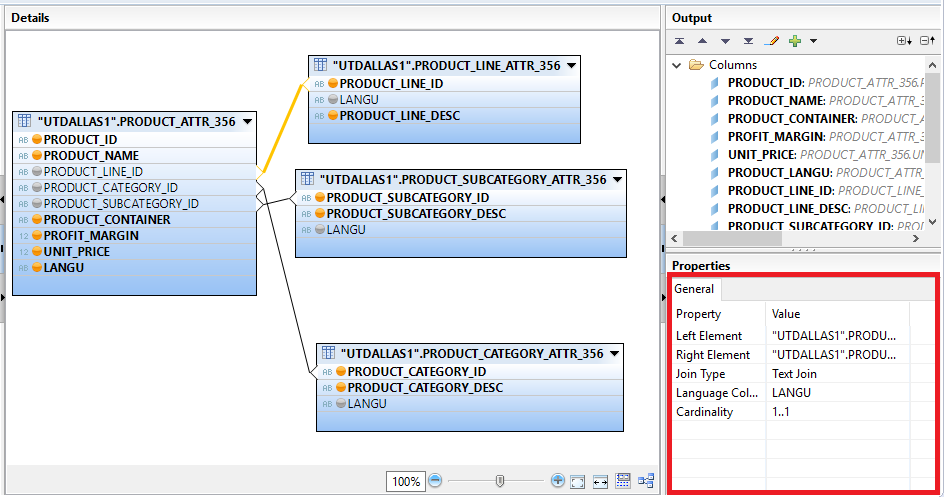 Details
"UTDALLAS1".PRODUCT_LINE_ATTR_356
AB PRODUCT_LINE_ID
AB LANGU
AB PRODUCT_LINE_DESC
"UTDALLAS1".PRODUCT_ATTR_356
AB PRODUCT_ID
AB PRODUCT_NAME
AB PRODUCT_LINE_ID
AB PRODUCT_CATEGORY_ID
AB PRODUCT_SUBCATEGORY_ID
AB PRODUCT_CONTAINER
12 PROFIT_MARGIN
12 UNIT_PRICE
AB LANGU
"UTDALLAS1".PRODUCT_SUBCATEGORY_ATTR_356
AB PRODUCT_SUBCATEGORY_ID
AB PRODUCT_SUBCATEGORY_DESC
AB LANGU
"UTDALLAS1".PRODUCT_CATEGORY_ATTR_356
AB PRODUCT_CATEGORY_ID
AB PRODUCT_CATEGORY_DESC
AB LANGU
100%
Output
Columns
PRODUCT_ID: PRODUCT_ATTR_356.P
PRODUCT_NAME: PRODUCT_ATTR_3
PRODUCT_CONTAINER: PRODUCT_A
PROFIT_MARGIN: PRODUCT_ATTR_3
UNIT_PRICE: PRODUCT_ATTR_356.UN
PRODUCT_LANGU: PRODUCT_ATTR_
PRODUCT_LINE_ID: PRODUCT_LINE_
PRODUCT_LINE_DESC: PRODUCT_LI
PRODUCT_SUBCATEGORY_ID: PROD
Properties
General
Property Value
Left Element "UTDALLAS1".PRODU...
Right Element "UTDALLAS1".PRODU...
Join Type Text Join
Language Col... LANGU
Cardinality 1..1